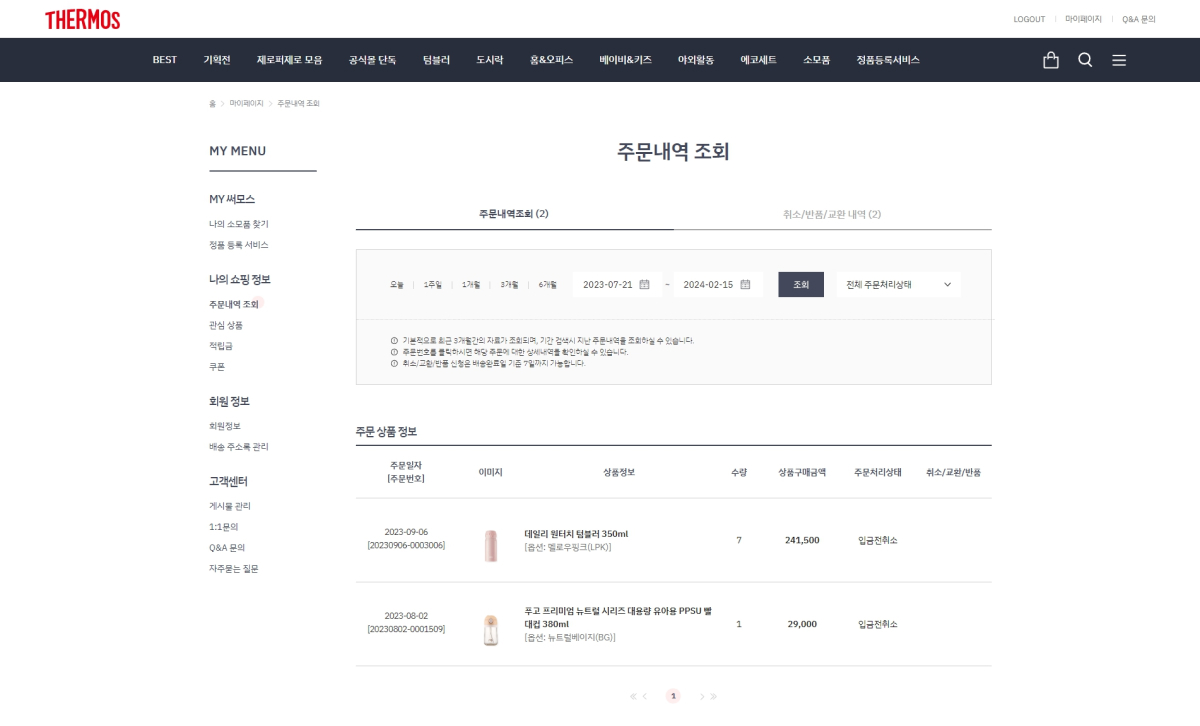 THERMOS
LOGOUT 마이페이지 Q&A 문의
BEST 기획전 제로피제로 모음 공식몰 단독 텀블러 도시락 홈&오피스 베이비&키즈 야외활동 에코세트 소모품 정품등록서비스
홈 > 마이페이지 > 주문내역 조회
MY MENU
MY 써모스
나의 소모품 찾기
정품 등록 서비스
나의 쇼핑 정보
주문내역 조회
관심 상품
적립금
쿠폰
회원 정보
회원정보
배송 주소록 관리
고객센터
게시물 관리
1:1문의
Q&A 문의
자주묻는 질문
주문내역 조회
주문내역조회 (2) 취소/반품/교환 내역 (2)
오늘 1주일 1개월 3개월 6개월 2023-07-21 ~ 2024-02-15 조회 전체 주문처리상태
기본적으로 최근 3개월간의 자료가 조회되며, 기간 검색시 지난 주문내역을 조회하실 수 있습니다.
주문번호를 클릭하시면 해당 주문에 대한 상세내역을 확인하실 수 있습니다.
취소/교환/반품 신청은 배송완료일 기준 7일까지 가능합니다.
주문 상품 정보
주문일자
[주문번호] 이미지 상품정보 수량 상품구매금액 주문처리상태 취소/교환/반품
2023-09-06
[20230906-0003006]
데일리 원터치 텀블러 350ml
[옵션: 멜로우핑크(LPK)]
7 241,500 입금전취소
2023-08-02
[20230802-0001509]
푸고 프리미엄 뉴트럴 시리즈 대용량 유아용 PPSU 빨
대컵 380ml
[옵션: 뉴트럴베이지(BG)]
1 29,000 입금전취소
1